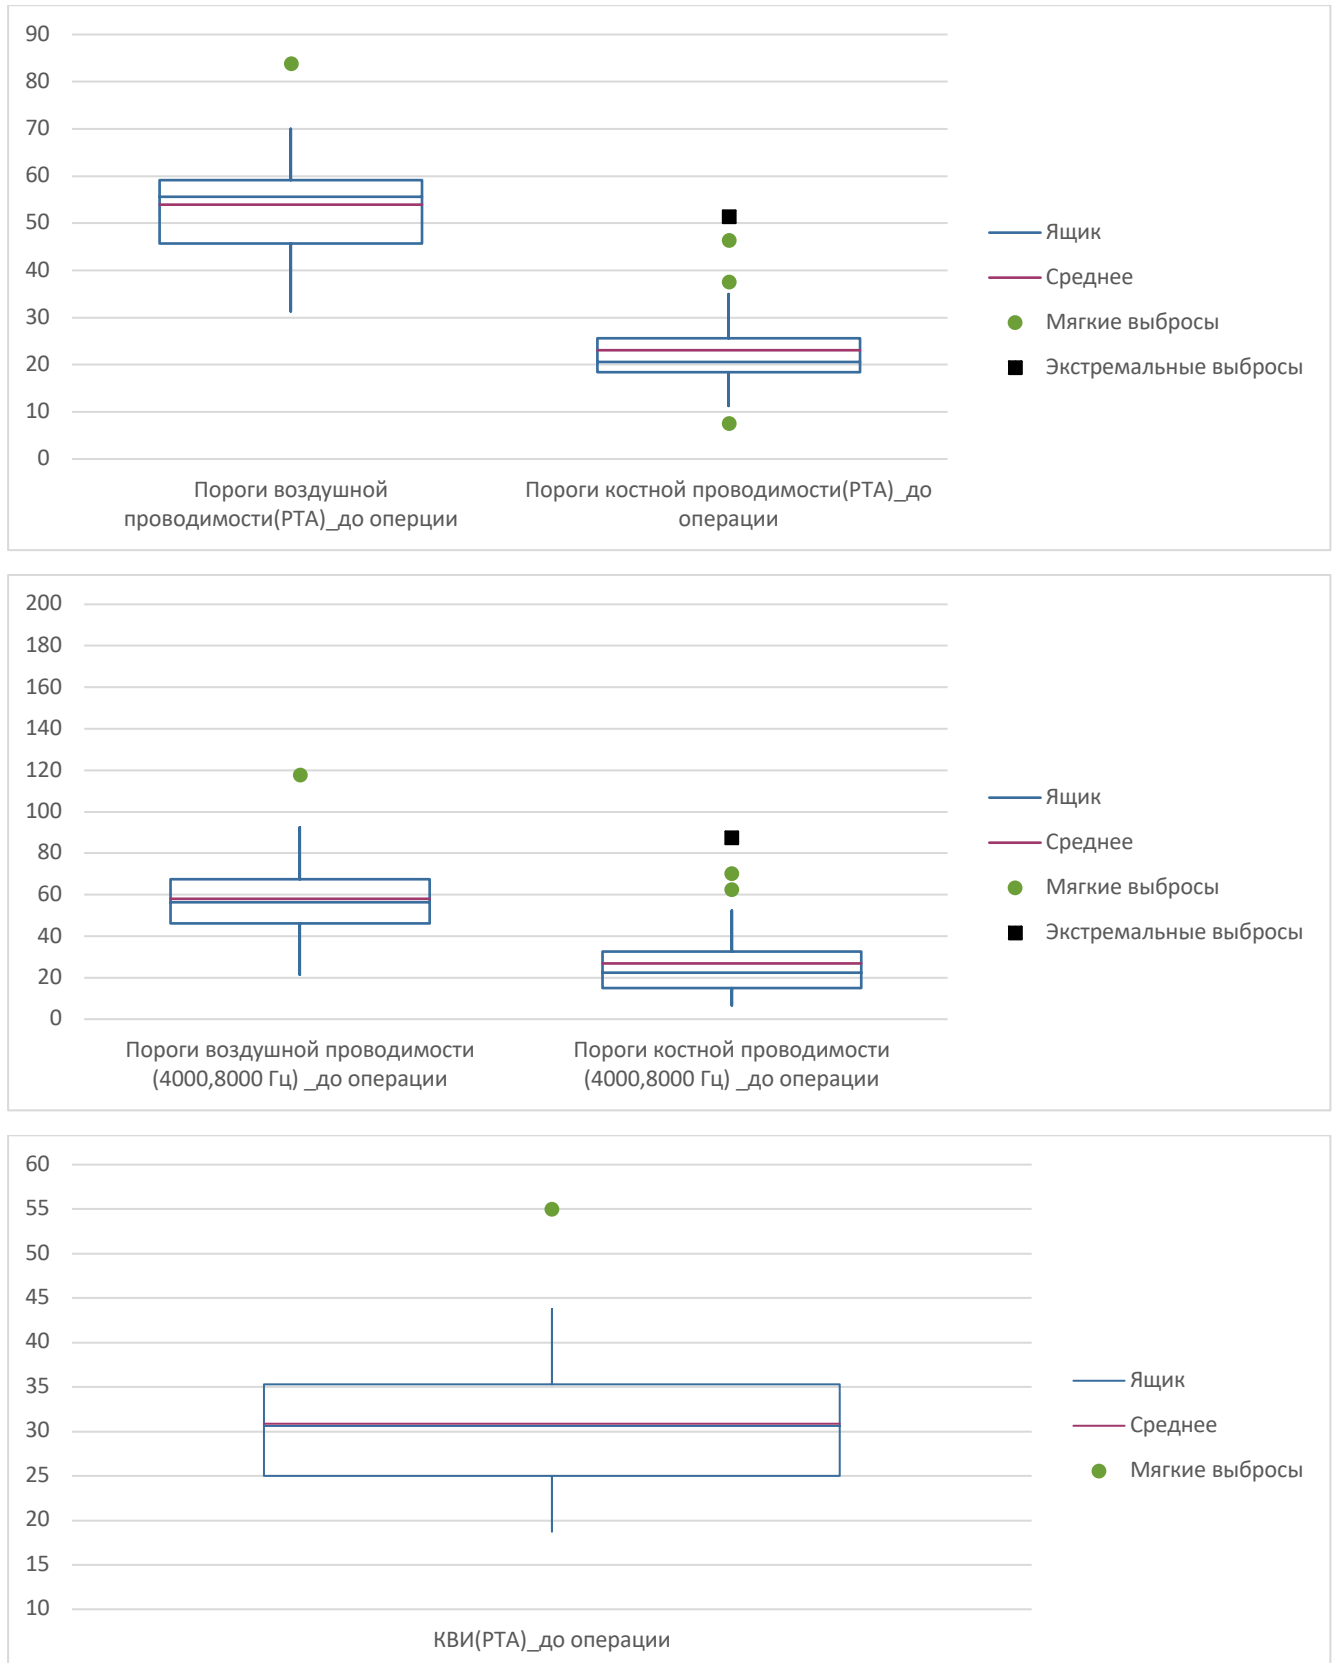 90
80
70
60
50
40
30
20
10
0
Пороги воздушной
проводимости(PTA)_до оперции
Пороги костной проводимости(PTA)_до
операции
Ящик
Среднее
Мягкие выбросы
Экстремальные выбросы
200
180
160
140
120
100
80
60
40
20
0
Пороги воздушной проводимости
(4000,8000 Гц) _до операции
Пороги костной проводимости
(4000,8000 Гц) _до операции
Ящик
Среднее
Мягкие выбросы
Экстремальные выбросы
60
55
50
45
40
35
30
25
20
15
10
КВИ(PTA)_до операции
Ящик
Среднее
Мягкие выбросы